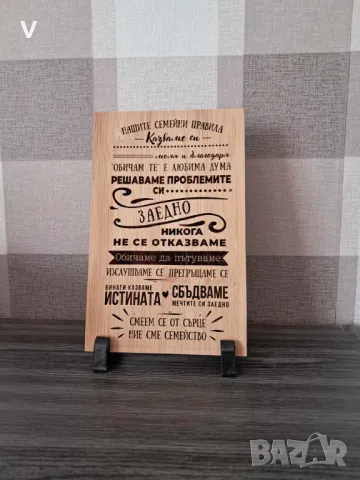 V
НАШИТЕ СЕМЕЙНИ ПРАВИЛА
Казваме си
моля и благодаря
"ОБИЧАМ ТЕ" Е ЛЮБИМА ДУМА
РЕШАВАМЕ ПРОБЛЕМИТЕ
СИ
ЗАЕДНО
НИКОГА
НЕ СЕ ОТКАЗВАМЕ
Обичаме да пътуваме
ИЗСЛУШВАМЕ СЕ ПРЕГРЪЩАМЕ СЕ
ВИНАГИ КАЗВАМЕ
ИСТИНАТА
СБЪДВАМЕ
МЕЧТИТЕ СИ ЗАЕДНО
СМЕЕМ СЕ ОТ СЪРЦЕ
НИЕ СМЕ СЕМЕЙСТВО
BAZAR
bg